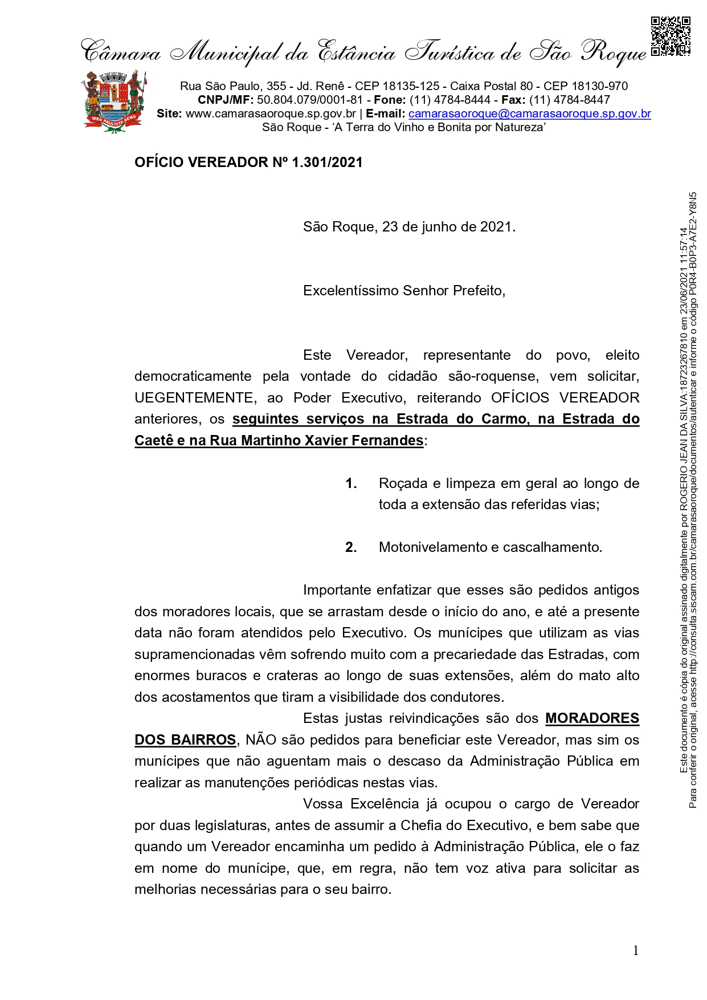 Câmara Municipal da Estância Turística de São Roque
Rua São Paulo, 355 - Jd. Renê - CEP 18135-125 - Caixa Postal 80 - CEP 18130-970
CNPJ/MF: 50.804.079/0001-81 - Fone: (11) 4784-8444 - Fax: (11) 4784-8447
Site: www.camarasaoroque.sp.gov.br | E-mail: camarasaoroque@camarasaoroque.sp.gov.br
São Roque - ‘A Terra do Vinho e Bonita por Natureza’
MEA PAULISTA GENS
OFÍCIO VEREADOR Nº 1.301/2021
São Roque, 23 de junho de 2021.
Excelentíssimo Senhor Prefeito,
Este Vereador, representante do povo, eleito
democraticamente pela vontade do cidadão são-roquense, vem solicitar,
UEGENTEMENTE, ao Poder Executivo, reiterando OFÍCIOS VEREADOR
anteriores, os seguintes serviços na Estrada do Carmo, na Estrada do
Caetê e na Rua Martinho Xavier Fernandes:
1. Roçada e limpeza em geral ao longo de
toda a extensão das referidas vias;
2. Motonivelamento e cascalhamento.
Importante enfatizar que esses são pedidos antigos
dos moradores locais, que se arrastam desde o início do ano, e até a presente
data não foram atendidos pelo Executivo. Os munícipes que utilizam as vias
supramencionadas vêm sofrendo muito com a precariedade das Estradas, com
enormes buracos e crateras ao longo de suas extensões, além do mato alto
dos acostamentos que tiram a visibilidade dos condutores.
Estas justas reivindicações são dos MORADORES
DOS BAIRROS, NÃO são pedidos para beneficiar este Vereador, mas sim os
munícipes que não aguentam mais o descaso da Administração Pública em
realizar as manutenções periódicas nestas vias.
Vossa Excelência já ocupou o cargo de Vereador
por duas legislaturas, antes de assumir a Chefia do Executivo, e bem sabe que
quando um Vereador encaminha um pedido à Administração Pública, ele o faz
em nome do munícipe, que, em regra, não tem voz ativa para solicitar as
melhorias necessárias para o seu bairro.
1
Este documento é cópia do original assinado digitalmente por ROGERIO JEAN DA SILVA:18723267810 em 23/06/2021 11:57:14
Para conferir o original, acesse http://consulta.siscam.com.br/camarasaoroque/documentos/autenticar e informe o código P0R4-B0P3-A7E2-Y8N5